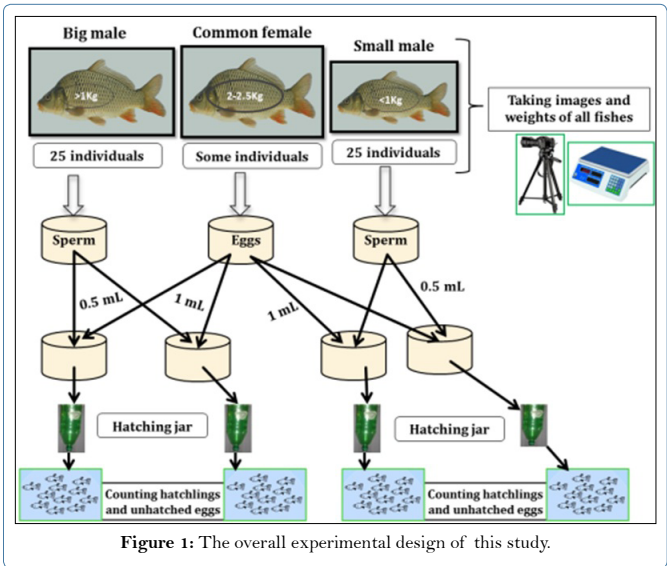 Big male
Common female
Small male
>1Kg
2-2.5Kg
<1Kg
Taking images and
weights of all fishes
25 individuals
Some individuals
25 individuals
Sperm
Eggs
Sperm
0.5 mL
1 mL
1 mL
0.5 mL
Hatching jar
Hatching jar
Counting hatchlings
and unhatched eggs
Counting hatchlings
and unhatched eggs
Figure 1: The overall experimental design of this study.